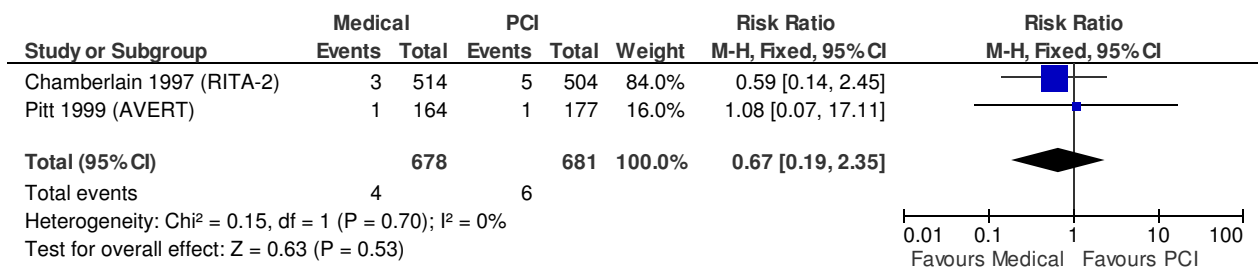 Medical PCI Risk Ratio Risk Ratio
Study or Subgroup Events Total Events Total Weight M-H, Fixed, 95% CI M-H, Fixed, 95% CI
Chamberlain 1997 (RITA-2) 3 514 5 504 84.0% 0.59 [0.14, 2.45]
Pitt 1999 (AVERT) 1 164 1 177 16.0% 1.08 [0.07, 17.11]
Total (95% CI) 678 681 100.0% 0.67 [0.19, 2.35]
Total events 4 6
Heterogeneity: Chi² = 0.15, df = 1 (P = 0.70); I² = 0%
Test for overall effect: Z = 0.63 (P = 0.53)
0.01 0.1 1 10 100
Favours Medical Favours PCI